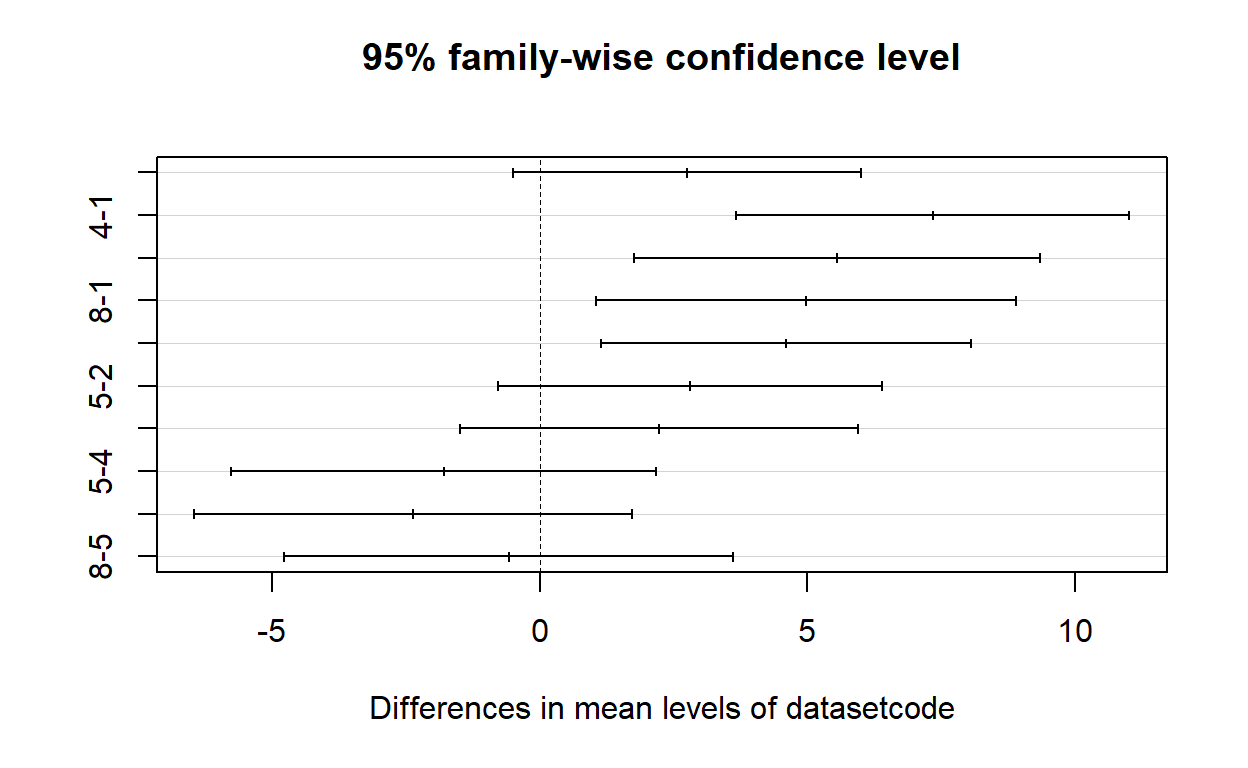 95% family-wise confidence level
4-1
8-1
5-2
5-4
8-5
-5 0 5 10
Differences in mean levels of datasetcode